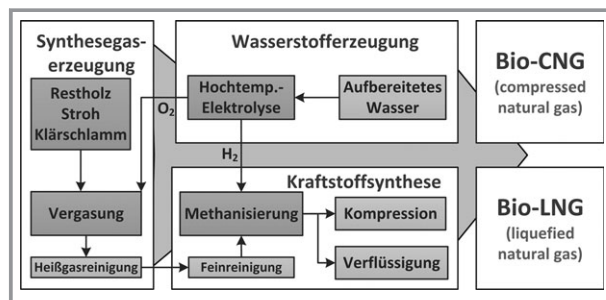 Synthesegas-
erzeugung
Restholz
Stroh
Klärschlamm
Vergasung
Heißgasreinigung
Wasserstofferzeugung
O2
Hochtemp.-
Elektrolyse
Aufbereitetes
Wasser
H2
Kraftstoffsynthese
Methanisierung
Kompression
Feinreinigung
Verflüssigung
Bio-CNG
(compressed
natural gas)
Bio-LNG
(liquefied
natural gas)